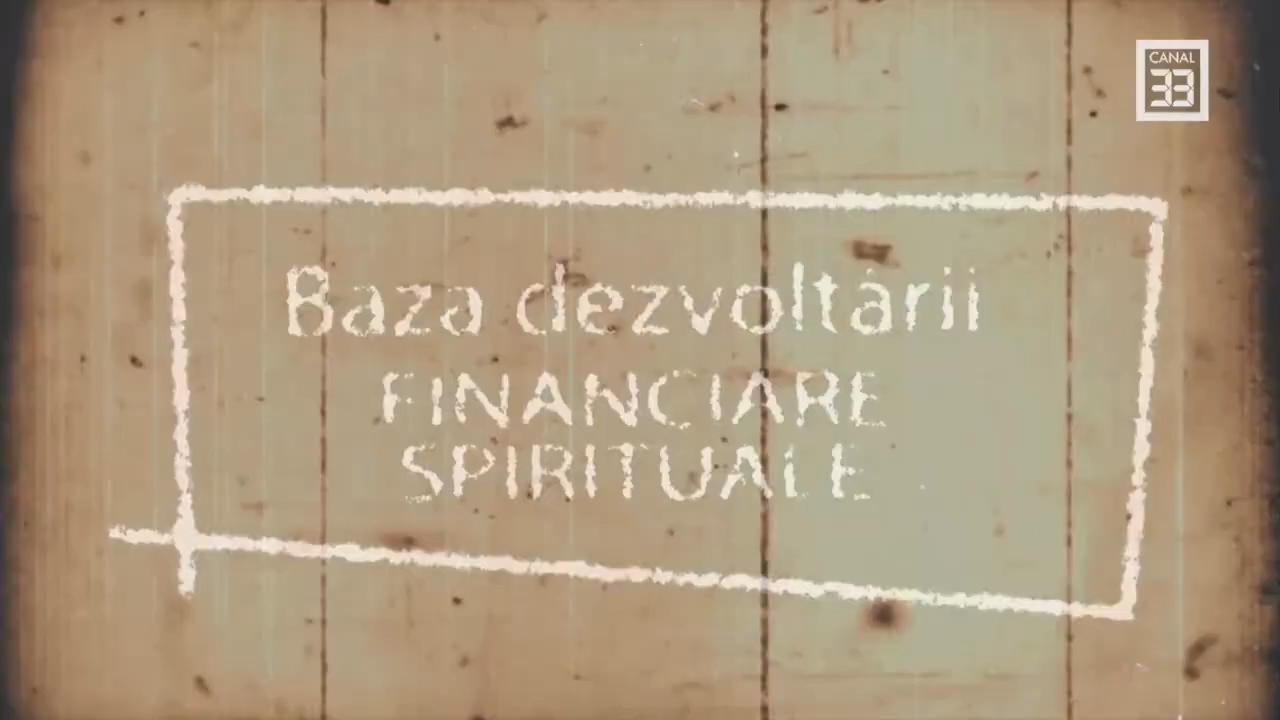 CANAL
33
Baza dezvoltării
FINANCIARE
SPIRITUALE